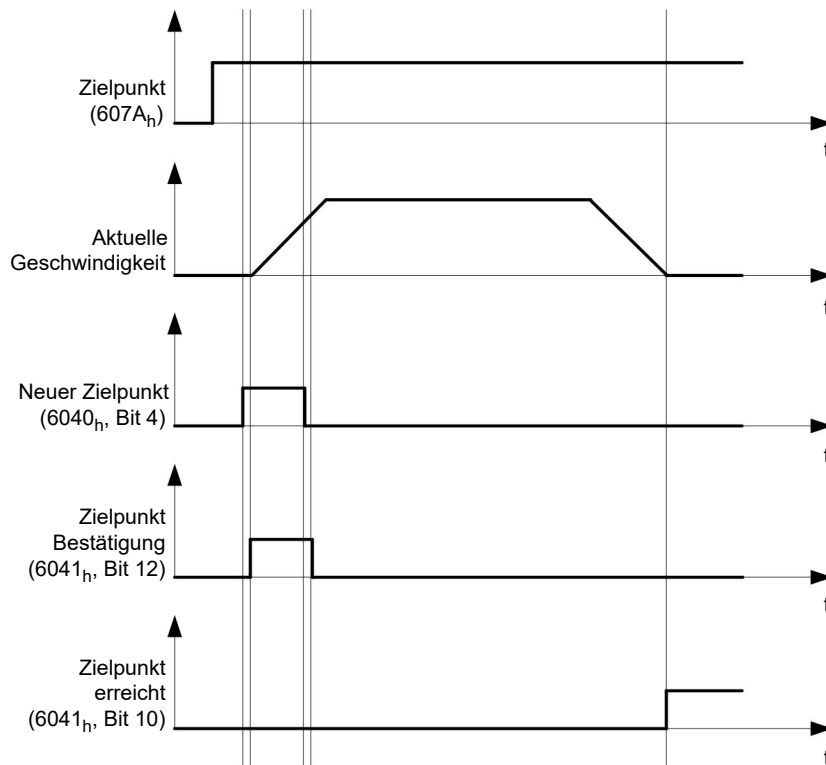 Zielpunkt
(607Aₕ)
t
Aktuelle
Geschwindigkeit
t
Neuer Zielpunkt
(6040ₕ, Bit 4)
t
Zielpunkt
Bestätigung
(6041ₕ, Bit 12)
t
Zielpunkt
erreicht
(6041ₕ, Bit 10)
t